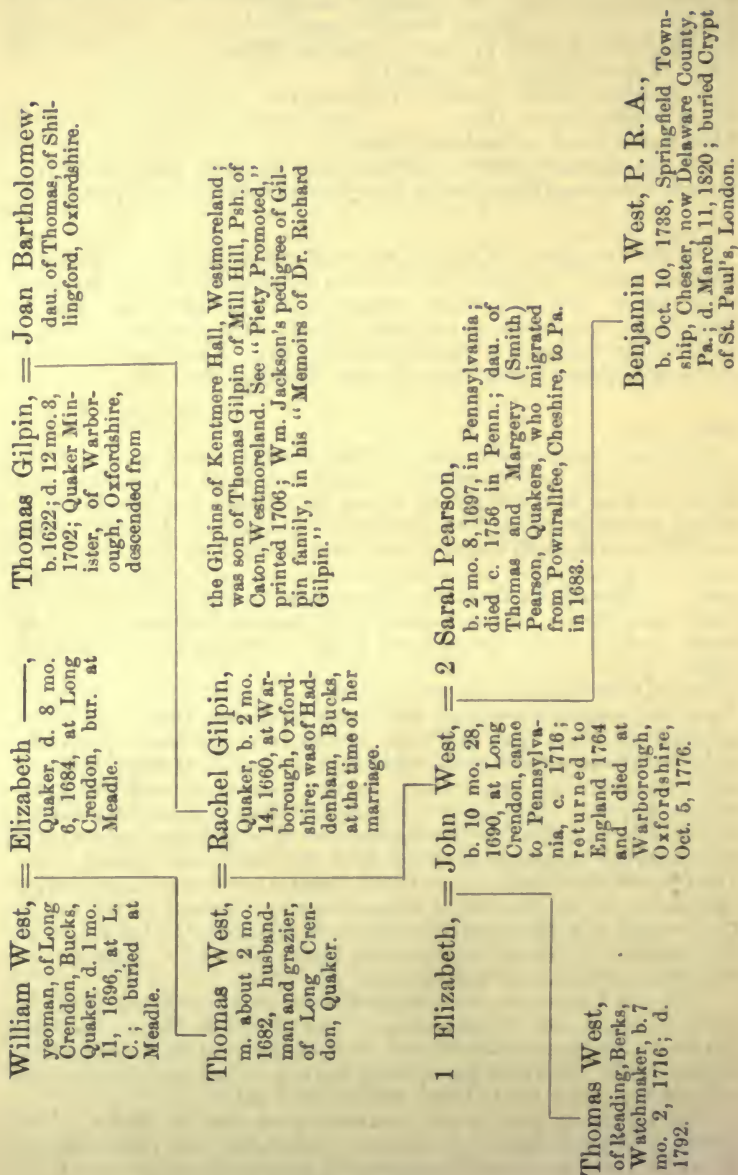 William West,
yeoman, of Long
Crendon, Bucks,
Quaker. d. 1 mo.
11, 1696, at L.
C.; buried at
Meadle.
= Elizabeth ——,
Quaker, d. 8 mo.
6, 1684, at Long
Crendon, bur. at
Meadle.
Thomas Gilpin,
b. 1622; d. 12 mo. 3,
1702; Quaker Min-
ister, of Warbor-
ough, Oxfordshire,
descended from
= Joan Bartholomew,
dau. of Thomas, of Shil-
lingford, Oxfordshire.
Thomas West,
m. about 2 mo.
1682, husband-
man and grazier,
of Long Cren-
don, Quaker.
= Rachel Gilpin,
Quaker, b. 2 mo.
14, 1660, at War-
borough, Oxford-
shire; was of Had-
denham, Bucks,
at the time of her
marriage.
the Gilpins of Kentmere Hall, Westmoreland;
was son of Thomas Gilpin of Mill Hill, Psh. of
Caton, Westmoreland. See "Piety Promoted,"
printed 1706; Wm. Jackson's pedigree of Gil-
pin family, in his "Memoirs of Dr. Richard
Gilpin."
1 Elizabeth,
= John West,
b. 10 mo. 28,
1690, at Long
Crendon, came
to Pennsylva-
nia, c. 1716;
returned to
England 1764
and died at
Warborough,
Oxfordshire,
Oct. 5, 1776.
= 2 Sarah Pearson,
b. 2 mo. 8, 1697, in Pennsylvania;
died c. 1756 in Penn.; dau. of
Thomas and Margery (Smith)
Pearson, Quakers, who migrated
from Pownrallfee, Cheshire, to Pa.
in 1683.
Thomas West,
of Reading, Berks,
Watchmaker, b. 7
mo. 2, 1716; d.
1792.
Benjamin West, P. R. A.,
b. Oct. 10, 1738, Springfield Town-
ship, Chester, now Delaware County,
Pa.; d. March 11, 1820; buried Crypt
of St. Paul's, London.